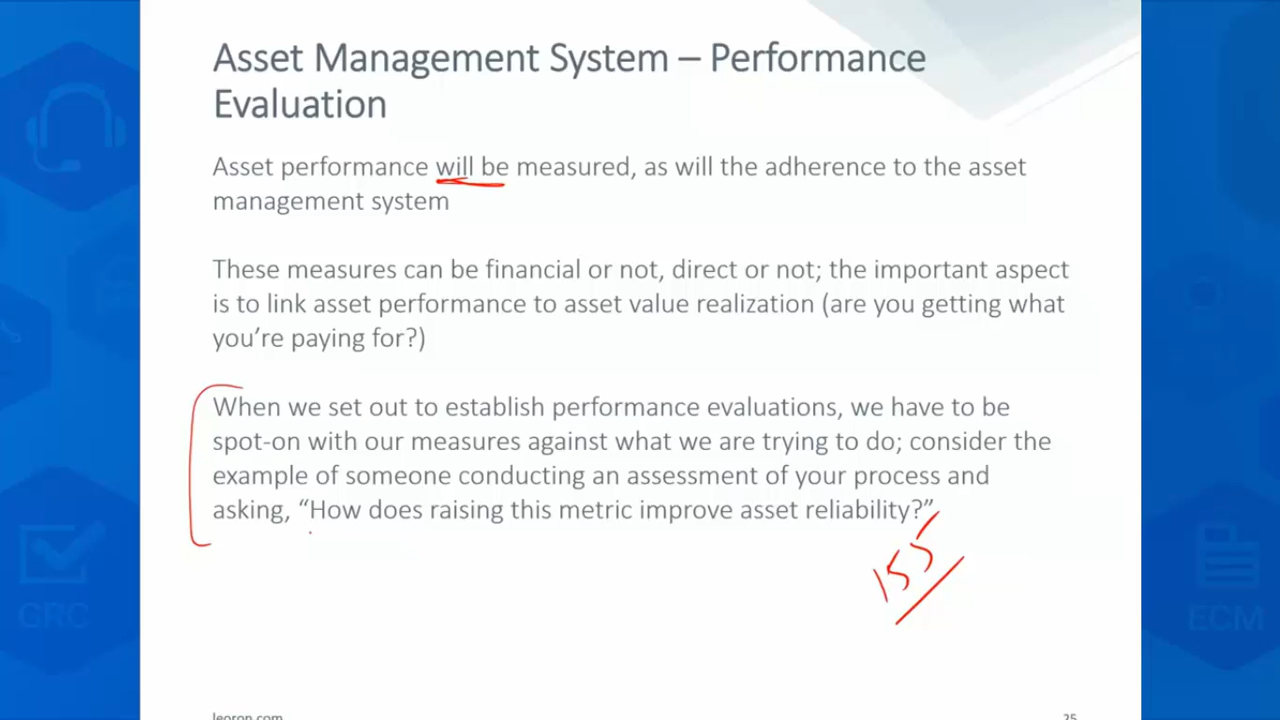 Asset Management System – Performance
Evaluation
Asset performance will be measured, as will the adherence to the asset
management system
These measures can be financial or not, direct or not; the important aspect
is to link asset performance to asset value realization (are you getting what
you're paying for?)
When we set out to establish performance evaluations, we have to be
spot-on with our measures against what we are trying to do; consider the
example of someone conducting an assessment of your process and
asking, “How does raising this metric improve asset reliability?”
155
GRC
ECM
leoron.com
25